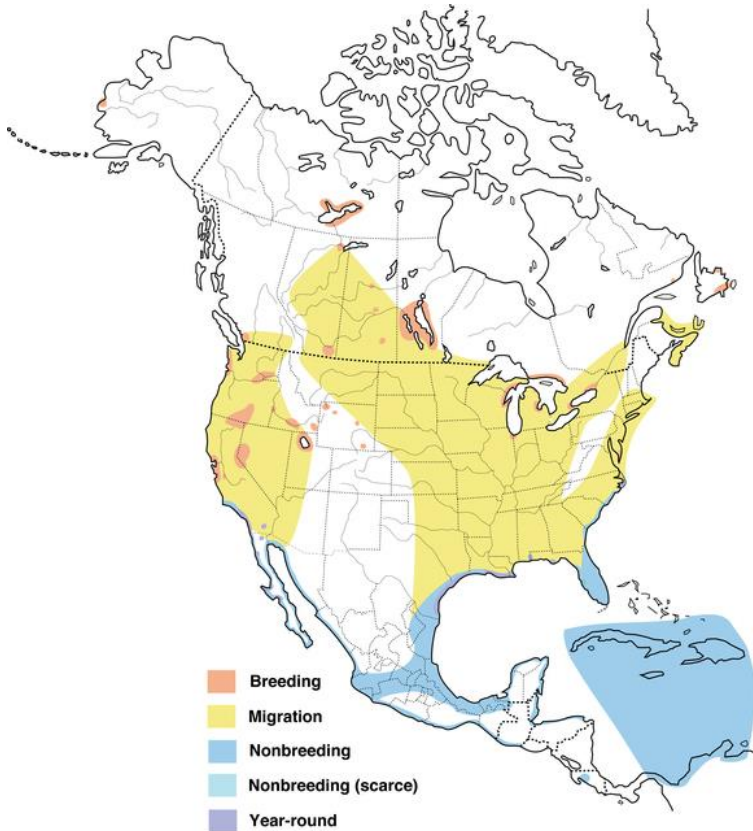 Breeding
Migration
Nonbreeding
Nonbreeding (scarce)
Year-round